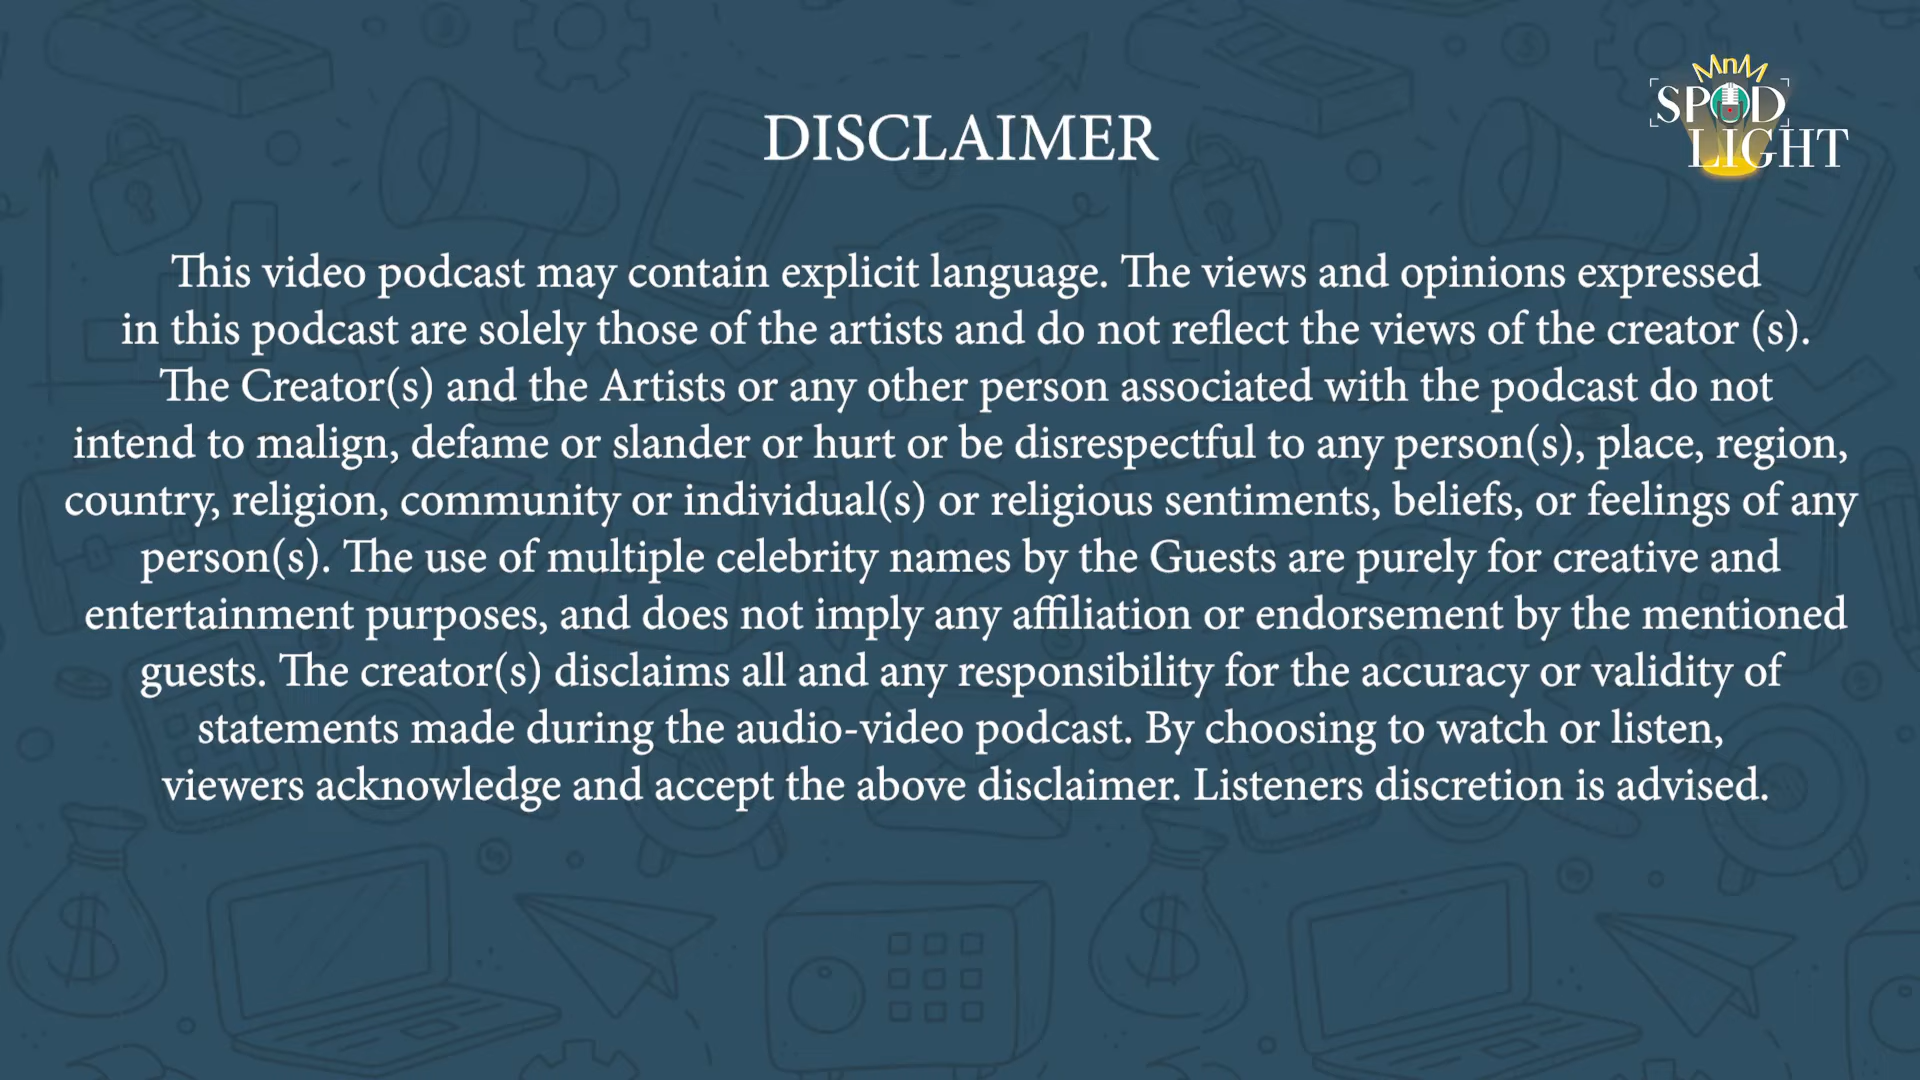 MnM
SPOD
LIGHT
DISCLAIMER
This video podcast may contain explicit language. The views and opinions expressed
in this podcast are solely those of the artists and do not reflect the views of the creator (s).
The Creator(s) and the Artists or any other person associated with the podcast do not
intend to malign, defame or slander or hurt or be disrespectful to any person(s), place, region,
country, religion, community or individual(s) or religious sentiments, beliefs, or feelings of any
person(s). The use of multiple celebrity names by the Guests are purely for creative and
entertainment purposes, and does not imply any affiliation or endorsement by the mentioned
guests. The creator(s) disclaims all and any responsibility for the accuracy or validity of
statements made during the audio-video podcast. By choosing to watch or listen,
viewers acknowledge and accept the above disclaimer. Listeners discretion is advised.